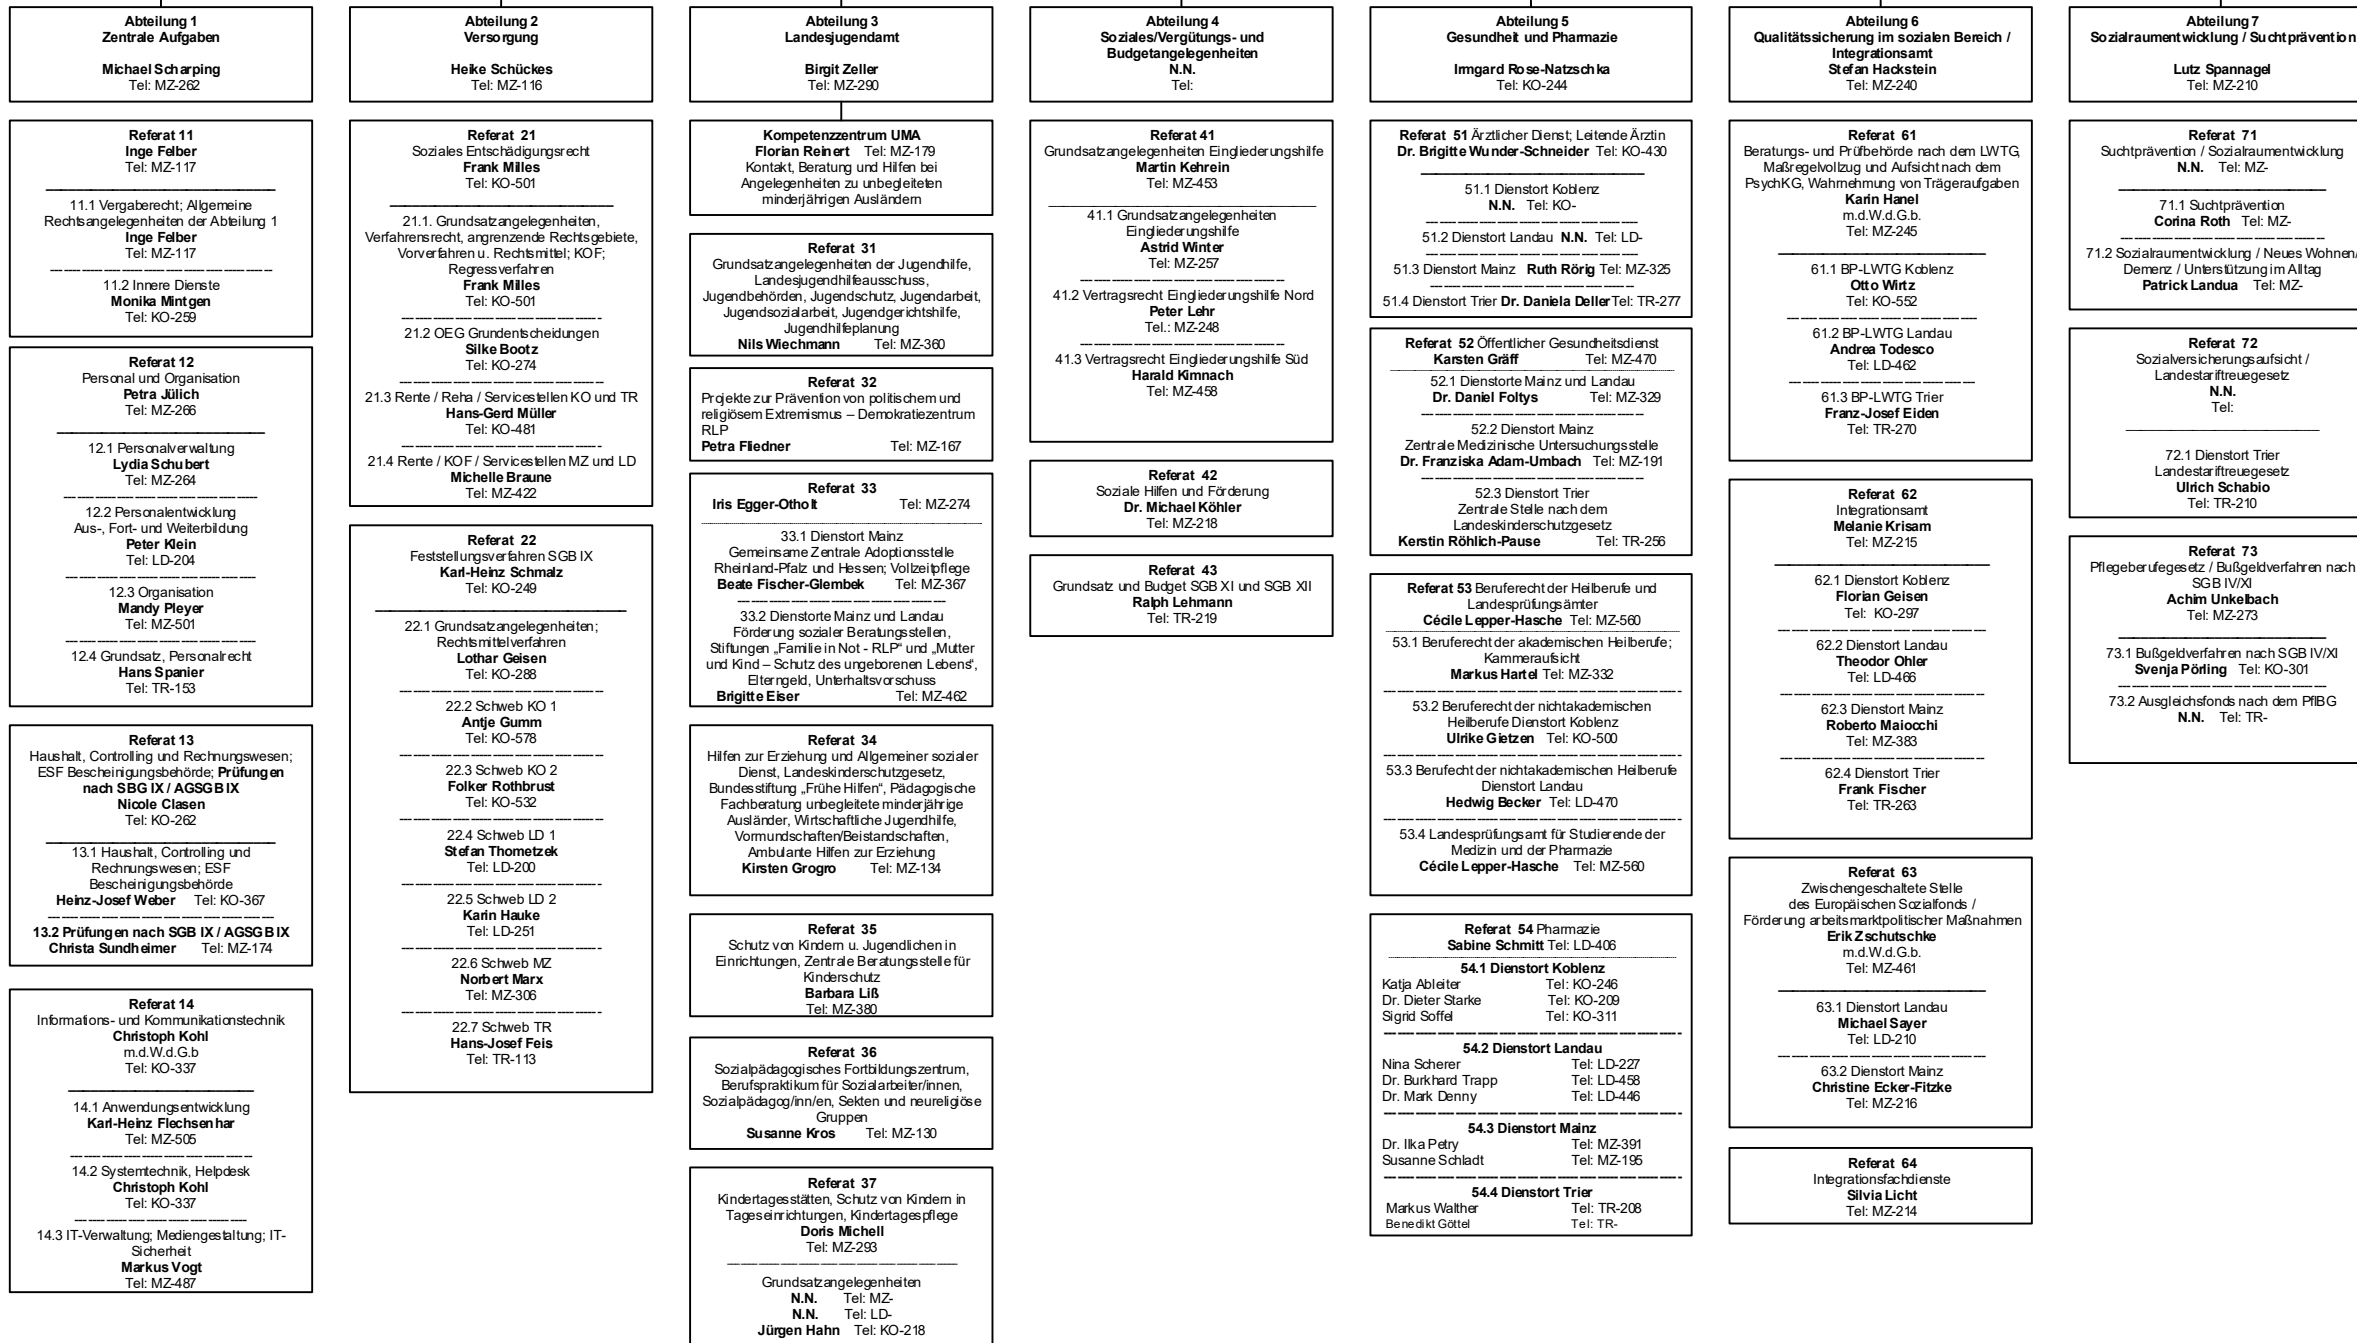 Abteilung 1
Zentrale Aufgaben
Michael Scharping
Tel: MZ-262
Referat 11
Inge Felber
Tel: MZ-117
11.1 Vergaberecht; Allgemeine
Rechtsangelegenheiten der Abteilung 1
Inge Felber
Tel: MZ-117
11.2 Innere Dienste
Monika Mintgen
Tel: KO-259
Referat 12
Personal und Organisation
Petra Jülich
Tel: MZ-266
12.1 Personalverwaltung
Lydia Schubert
Tel: MZ-264
12.2 Personalentwicklung
Aus-, Fort- und Weiterbildung
Peter Klein
Tel: LD-204
12.3 Organisation
Mandy Pleyer
Tel: MZ-501
12.4 Grundsatz, Personalrecht
Hans Spanier
Tel: TR-153
Referat 13
Haushalt, Controlling und Rechnungswesen;
ESF Bescheinigungsbehörde; Prüfungen
nach SBG IX / AGSGB IX
Nicole Clasen
Tel: KO-262
13.1 Haushalt, Controlling und
Rechnungswesen; ESF
Bescheinigungsbehörde
Heinz-Josef Weber Tel: KO-367
13.2 Prüfungen nach SGB IX / AGSGB IX
Christa Sundheimer Tel: MZ-174
Referat 14
Informations- und Kommunikationstechnik
Christoph Kohl
m.d.W.d.G.b
Tel: KO-337
14.1 Anwendungsentwicklung
Karl-Heinz Flechsenhar
Tel: MZ-505
14.2 Systemtechnik, Helpdesk
Christoph Kohl
Tel: KO-337
14.3 IT-Verwaltung; Mediengestaltung; IT-
Sicherheit
Markus Vogt
Tel: MZ-487
Abteilung 2
Versorgung
Heike Schückes
Tel: MZ-116
Referat 21
Soziales Entschädigungsrecht
Frank Milles
Tel: KO-501
21.1. Grundsatzangelegenheiten,
Verfahrensrecht, angrenzende Rechtsgebiete,
Vorverfahren u. Rechtsmittel; KOF;
Regressverfahren
Frank Milles
Tel: KO-501
21.2 OEG Grundentscheidungen
Silke Bootz
Tel: KO-274
21.3 Rente / Reha / Servicestellen KO und TR
Hans-Gerd Müller
Tel: KO-481
21.4 Rente / KOF / Servicestellen MZ und LD
Michelle Braune
Tel: MZ-422
Referat 22
Feststellungsverfahren SGB IX
Karl-Heinz Schmalz
Tel: KO-249
22.1 Grundsatzangelegenheiten;
Rechtsmittelverfahren
Lothar Geisen
Tel: KO-288
22.2 Schweb KO 1
Antje Gumm
Tel: KO-578
22.3 Schweb KO 2
Folker Rothbrust
Tel: KO-532
22.4 Schweb LD 1
Stefan Thometzek
Tel: LD-200
22.5 Schweb LD 2
Karin Hauke
Tel: LD-251
22.6 Schweb MZ
Norbert Marx
Tel: MZ-306
22.7 Schweb TR
Hans-Josef Feis
Tel: TR-113
Abteilung 3
Landesjugendamt
Birgit Zeller
Tel: MZ-290
Kompetenzzentrum UMA
Florian Reinert Tel: MZ-179
Kontakt, Beratung und Hilfen bei
Angelegenheiten zu unbegleiteten
minderjährigen Ausländern
Referat 31
Grundsatzangelegenheiten der Jugendhilfe,
Landesjugendhilfeausschuss,
Jugendbehörden, Jugendschutz, Jugendarbeit,
Jugendsozialarbeit, Jugendgerichtshilfe,
Jugendhilfeplanung
Nils Wiechmann Tel: MZ-360
Referat 32
Projekte zur Prävention von politischem und
religiösem Extremismus – Demokratiezentrum
RLP
Petra Fliedner Tel: MZ-167
Referat 33
Iris Egger-Otholt Tel: MZ-274
33.1 Dienstort Mainz
Gemeinsame Zentrale Adoptionsstelle
Rheinland-Pfalz und Hessen; Vollzeitpflege
Beate Fischer-Glembek Tel: MZ-367
33.2 Dienstorte Mainz und Landau
Förderung sozialer Beratungsstellen,
Stiftungen „Familie in Not - RLP“ und „Mutter
und Kind – Schutz des ungeborenen Lebens“,
Elterngeld, Unterhaltsvorschuss
Brigitte Eiser Tel: MZ-462
Referat 34
Hilfen zur Erziehung und Allgemeiner sozialer
Dienst, Landeskinderschutzgesetz,
Bundesstiftung „Frühe Hilfen“, Pädagogische
Fachberatung unbegleitete minderjährige
Ausländer, Wirtschaftliche Jugendhilfe,
Vormundschaften/Beistandschaften,
Ambulante Hilfen zur Erziehung
Kirsten Grogro Tel: MZ-134
Referat 35
Schutz von Kindern u. Jugendlichen in
Einrichtungen, Zentrale Beratungsstelle für
Kinderschutz
Barbara Liß
Tel: MZ-380
Referat 36
Sozialpädagogisches Fortbildungszentrum,
Berufspraktikum für Sozialarbeiter/innen,
Sozialpädagog/inn/en, Sekten und neureligiöse
Gruppen
Susanne Kros Tel: MZ-130
Referat 37
Kindertagesstätten, Schutz von Kindern in
Tageseinrichtungen, Kindertagespflege
Doris Michell
Tel: MZ-293
Grundsatzangelegenheiten
N.N. Tel: MZ-
N.N. Tel: LD-
Jürgen Hahn Tel: KO-218
Abteilung 4
Soziales/Vergütungs- und
Budgetangelegenheiten
N.N.
Tel:
Referat 41
Grundsatzangelegenheiten Eingliederungshilfe
Martin Kehrein
Tel: MZ-453
41.1 Grundsatzangelegenheiten
Eingliederungshilfe
Astrid Winter
Tel: MZ-257
41.2 Vertragsrecht Eingliederungshilfe Nord
Peter Lehr
Tel.: MZ-248
41.3 Vertragsrecht Eingliederungshilfe Süd
Harald Kimnach
Tel: MZ-458
Referat 42
Soziale Hilfen und Förderung
Dr. Michael Köhler
Tel: MZ-218
Referat 43
Grundsatz und Budget SGB XI und SGB XII
Ralph Lehmann
Tel: TR-219
Abteilung 5
Gesundheit und Pharmazie
Irmgard Rose-Natzschka
Tel: KO-244
Referat 51 Ärztlicher Dienst; Leitende Ärztin
Dr. Brigitte Wunder-Schneider Tel: KO-430
51.1 Dienstort Koblenz
N.N. Tel: KO-
51.2 Dienstort Landau N.N. Tel: LD-
51.3 Dienstort Mainz Ruth Rörig Tel: MZ-325
51.4 Dienstort Trier Dr. Daniela Deller Tel: TR-277
Referat 52 Öffentlicher Gesundheitsdienst
Karsten Gräff Tel: MZ-470
52.1 Dienstorte Mainz und Landau
Dr. Daniel Foltys Tel: MZ-329
52.2 Dienstort Mainz
Zentrale Medizinische Untersuchungsstelle
Dr. Franziska Adam-Umbach Tel: MZ-191
52.3 Dienstort Trier
Zentrale Stelle nach dem
Landeskinderschutzgesetz
Kerstin Röhlich-Pause Tel: TR-256
Referat 53 Beruferecht der Heilberufe und
Landesprüfungsämter
Cécile Lepper-Hasche Tel: MZ-560
53.1 Beruferecht der akademischen Heilberufe;
Kammeraufsicht
Markus Hartel Tel: MZ-332
53.2 Beruferecht der nichtakademischen
Heilberufe Dienstort Koblenz
Ulrike Gietzen Tel: KO-500
53.3 Berufecht der nichtakademischen Heilberufe
Dienstort Landau
Hedwig Becker Tel: LD-470
53.4 Landesprüfungsamt für Studierende der
Medizin und der Pharmazie
Cécile Lepper-Hasche Tel: MZ-560
Referat 54 Pharmazie
Sabine Schmitt Tel: LD-406
54.1 Dienstort Koblenz
Katja Ableiter Tel: KO-246
Dr. Dieter Starke Tel: KO-209
Sigrid Soffel Tel: KO-311
54.2 Dienstort Landau
Nina Scherer Tel: LD-227
Dr. Burkhard Trapp Tel: LD-458
Dr. Mark Denny Tel: LD-446
54.3 Dienstort Mainz
Dr. Ilka Petry Tel: MZ-391
Susanne Schladt Tel: MZ-195
54.4 Dienstort Trier
Markus Walther Tel: TR-208
Benedikt Göttel Tel: TR-
Abteilung 6
Qualitätssicherung im sozialen Bereich /
Integrationsamt
Stefan Hackstein
Tel: MZ-240
Referat 61
Beratungs- und Prüfbehörde nach dem LWTG,
Maßregelvollzug und Aufsicht nach dem
PsychKG, Wahrnehmung von Trägeraufgaben
Karin Hanel
m.d.W.d.G.b.
Tel: MZ-245
61.1 BP-LWTG Koblenz
Otto Wirtz
Tel: KO-552
61.2 BP-LWTG Landau
Andrea Todesco
Tel: LD-462
61.3 BP-LWTG Trier
Franz-Josef Eiden
Tel: TR-270
Referat 62
Integrationsamt
Melanie Krisam
Tel: MZ-215
62.1 Dienstort Koblenz
Florian Geisen
Tel: KO-297
62.2 Dienstort Landau
Theodor Ohler
Tel: LD-466
62.3 Dienstort Mainz
Roberto Maiocchi
Tel: MZ-383
62.4 Dienstort Trier
Frank Fischer
Tel: TR-263
Referat 63
Zwischengeschaltete Stelle
des Europäischen Sozialfonds /
Förderung arbeitsmarktpolitischer Maßnahmen
Erik Zschutschke
m.d.W.d.G.b.
Tel: MZ-461
63.1 Dienstort Landau
Michael Sayer
Tel: LD-210
63.2 Dienstort Mainz
Christine Ecker-Fitzke
Tel: MZ-216
Referat 64
Integrationsfachdienste
Silvia Licht
Tel: MZ-214
Abteilung 7
Sozialraumentwicklung / Suchtprävention
Lutz Spannagel
Tel: MZ-210
Referat 71
Suchtprävention / Sozialraumentwicklung
N.N. Tel: MZ-
71.1 Suchtprävention
Corina Roth Tel: MZ-
71.2 Sozialraumentwicklung / Neues Wohnen/
Demenz / Unterstützung im Alltag
Patrick Landua Tel: MZ-
Referat 72
Sozialversicherungsaufsicht /
Landestariftreuegesetz
N.N.
Tel:
72.1 Dienstort Trier
Landestariftreuegesetz
Ulrich Schabio
Tel: TR-210
Referat 73
Pflegeberufegesetz / Bußgeldverfahren nach
SGB IV/XI
Achim Unkelbach
Tel: MZ-273
73.1 Bußgeldverfahren nach SGB IV/XI
Svenja Pörling Tel: KO-301
73.2 Ausgleichsfonds nach dem PflBG
N.N. Tel: TR-